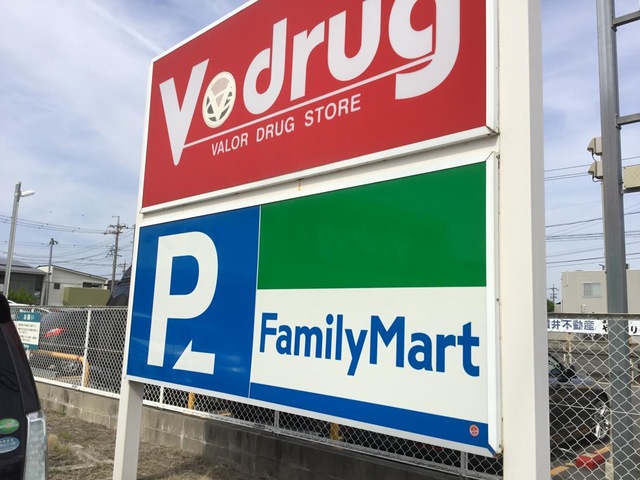 V drug
VALOR DRUG STORE
P
FamilyMart
井不動産